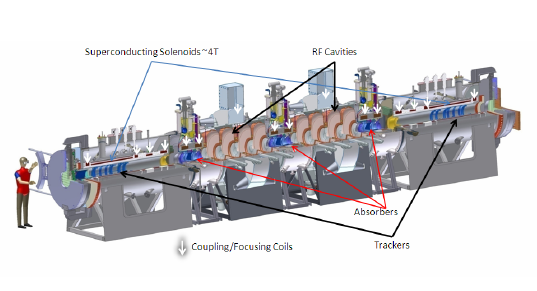 Superconducting Solenoids ~4T
RF Cavities
Absorbers
Coupling/Focusing Coils
Trackers